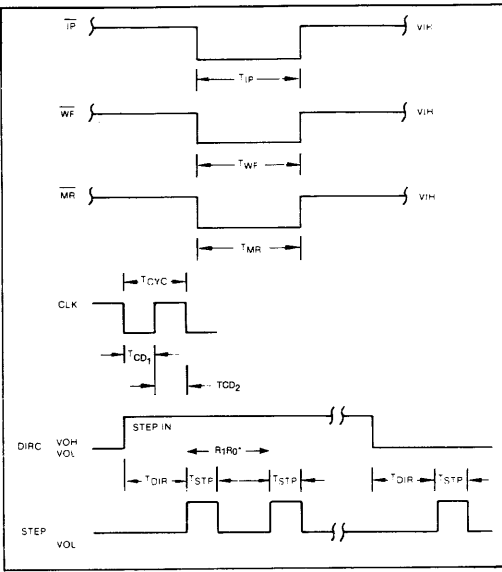 IP VIH
TIP
WF VIH
TWF
MR VIH
TMR
TCYC
CLK
TCD1
TCD2
STEP IN
DIRC VOH
VOL
R1R0*
TDIR TSTP TSTP TDIR TSTP
STEP
VOL